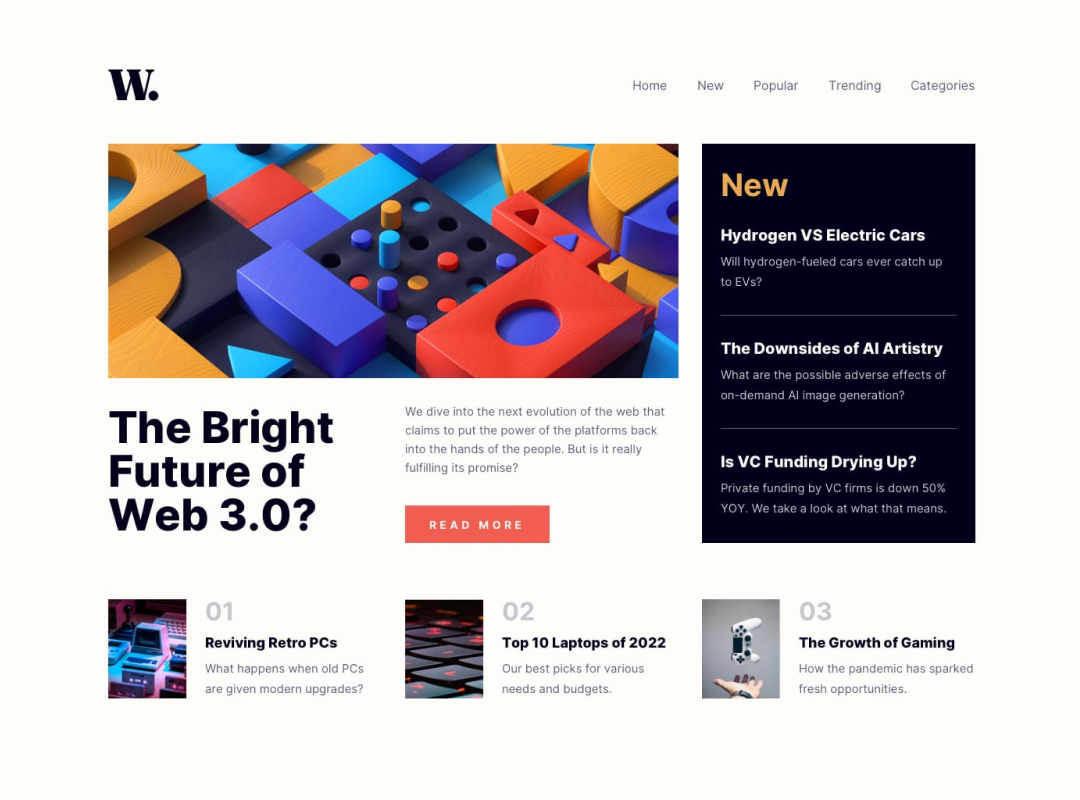 W.
Home New Popular Trending Categories
The Bright
Future of
Web 3.0?
We dive into the next evolution of the web that
claims to put the power of the platforms back
into the hands of the people. But is it really
fulfilling its promise?
READ MORE
New
Hydrogen VS Electric Cars
Will hydrogen-fueled cars ever catch up
to EVs?
The Downsides of AI Artistry
What are the possible adverse effects of
on-demand AI image generation?
Is VC Funding Drying Up?
Private funding by VC firms is down 50%
YOY. We take a look at what that means.
01
Reviving Retro PCs
What happens when old PCs
are given modern upgrades?
02
Top 10 Laptops of 2022
Our best picks for various
needs and budgets.
03
The Growth of Gaming
How the pandemic has sparked
fresh opportunities.